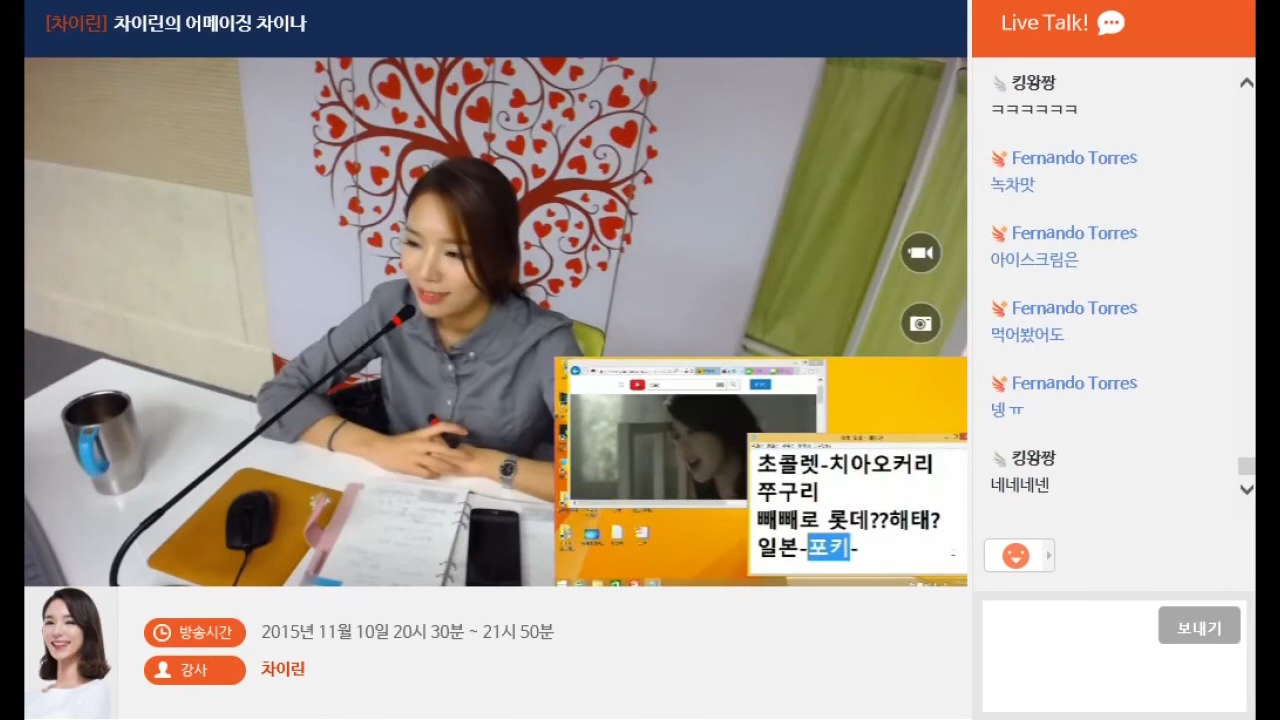 [차이린] 차이린의 어메이징 차이나
Live Talk!
킹왕짱
ㅋㅋㅋㅋㅋㅋ
Fernando Torres
녹차맛
Fernando Torres
아이스크림은
Fernando Torres
먹어봤어도
Fernando Torres
넹 ㅠ
킹왕짱
네네네넨
초콜렛-치아오커리
쭈구리
빼빼로 롯데??해태?
일본-포키-
방송시간 2015년 11월 10일 20시 30분 ~ 21시 50분
강사 차이린
보내기